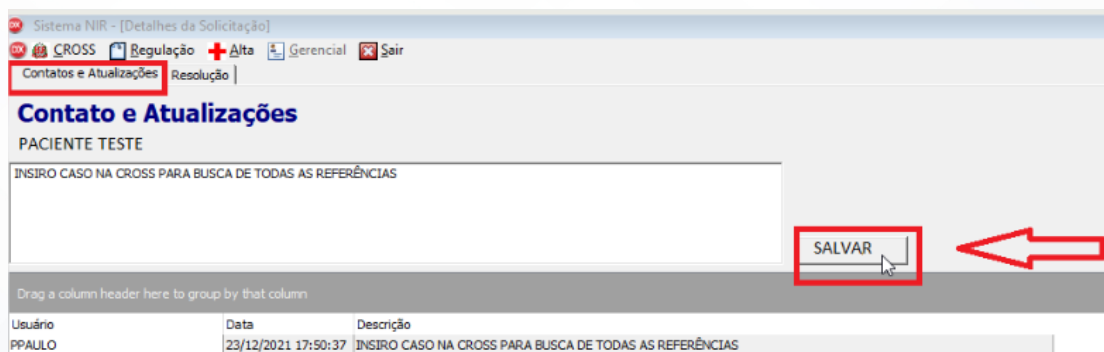 Sistema NIR - [Detalhes da Solicitação]
CROSS Regulação Alta Gerencial Sair
Contatos e Atualizações Resolução
Contato e Atualizações
PACIENTE TESTE
INSIRO CASO NA CROSS PARA BUSCA DE TODAS AS REFERÊNCIAS
SALVAR
Drag a column header here to group by that column
Usuário Data Descrição
PPAULO 23/12/2021 17:50:37 INSIRO CASO NA CROSS PARA BUSCA DE TODAS AS REFERÊNCIAS